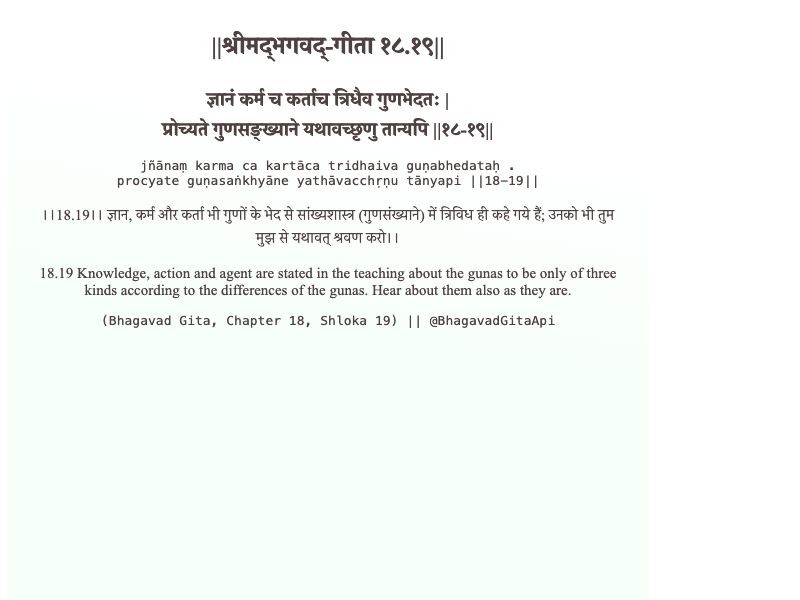 ||श्रीमद्‍भगवद्‍-गीता १८.१९||
ज्ञानं कर्म च कर्ताच त्रिधैव गुणभेदतः |
प्रोच्यते गुणसङ्ख्याने यथावच्छृणु तान्यपि ||१८-१९||
jñānaṃ karma ca kartāca tridhaiva guṇabhedataḥ .
procyate guṇasaṅkhyāne yathāvacchṛṇu tānyapi ||18-19||
।।18.19।। ज्ञान, कर्म और कर्ता भी गुणों के भेद से सांख्यशास्त्र (गुणसंख्याने) में त्रिविध ही कहे गये हैं; उनको भी तुम
मुझ से यथावत् श्रवण करो।।
18.19 Knowledge, action and agent are stated in the teaching about the gunas to be only of three
kinds according to the differences of the gunas. Hear about them also as they are.
(Bhagavad Gita, Chapter 18, Shloka 19) || @BhagavadGitaApi